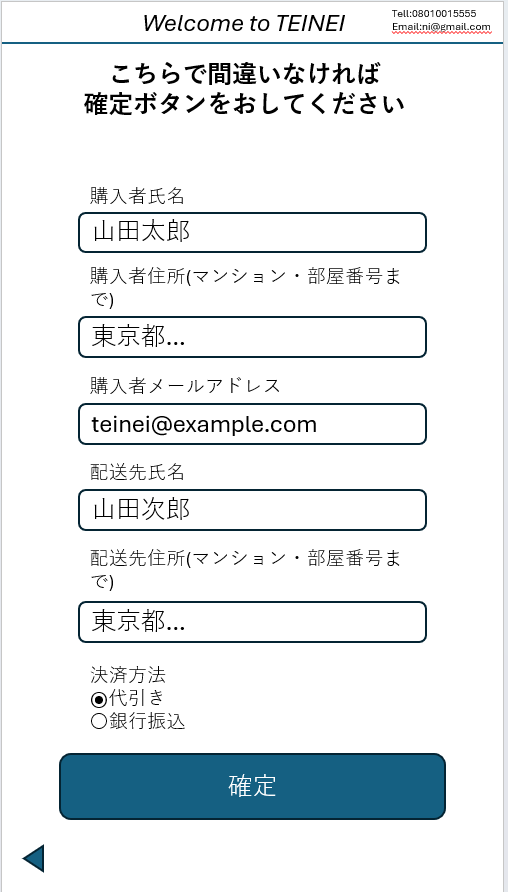 Welcome to TEINEI
Tell:08010015555
Email:ni@gmail.com
こちらで間違いなければ
確定ボタンをおしてください
購入者氏名
山田太郎
購入者住所(マンション・部屋番号ま
で)
東京都...
購入者メールアドレス
teinei@example.com
配送先氏名
山田次郎
配送先住所(マンション・部屋番号ま
で)
東京都...
決済方法
◉代引き
〇銀行振込
確定